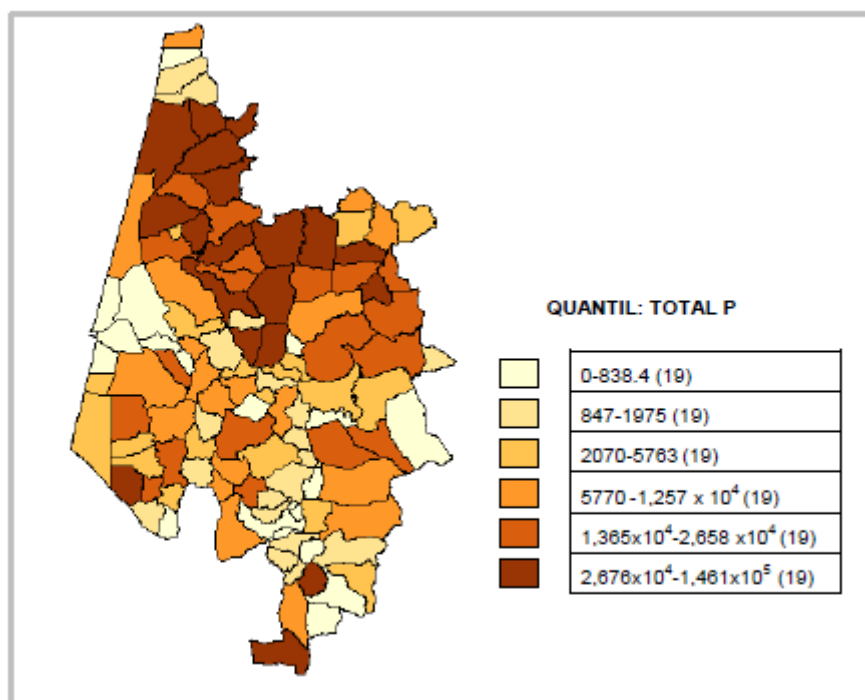 QUANTIL: TOTAL P
0-838.4 (19)
847-1975 (19)
2070-5763 (19)
5770 -1,257 x 10⁴ (19)
1,365x10⁴-2,658 x10⁴ (19)
2,676x10⁴-1,461x10⁵ (19)